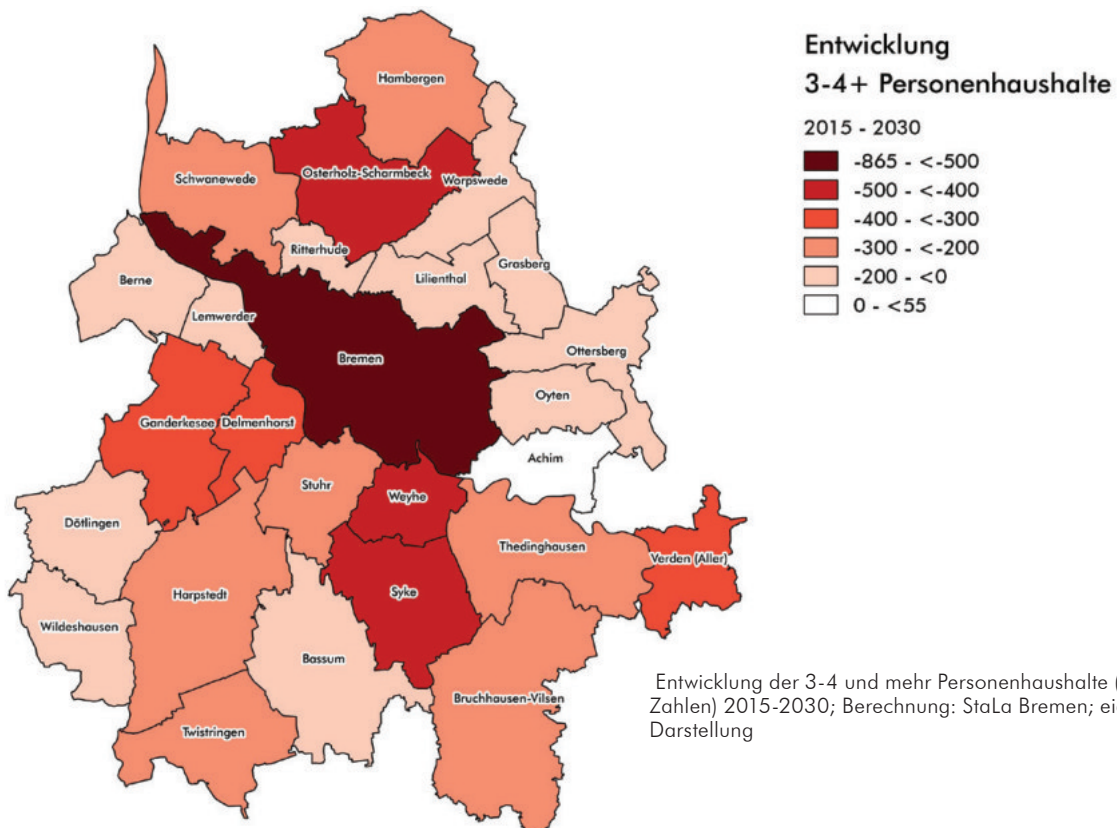 Entwicklung
3-4+ Personenhaushalte
2015 - 2030
-865 - <-500
-500 - <-400
-400 - <-300
-300 - <-200
-200 - <0
0 - <55
Hambergen
Schwanewede
Osterholz-Scharmbeck
Worpswede
Ritterhude
Lilienthal
Grasberg
Berne
Lemwerder
Bremen
Ottersberg
Oyten
Ganderkesee
Delmenhorst
Achim
Stuhr
Weyhe
Dötlingen
Thedinghausen
Verden (Aller)
Harpstedt
Syke
Wildeshausen
Bassum
Bruchhausen-Vilsen
Twistringen
Entwicklung der 3-4 und mehr Personenhaushalte (
Zahlen) 2015-2030; Berechnung: StaLa Bremen;
Darstellung